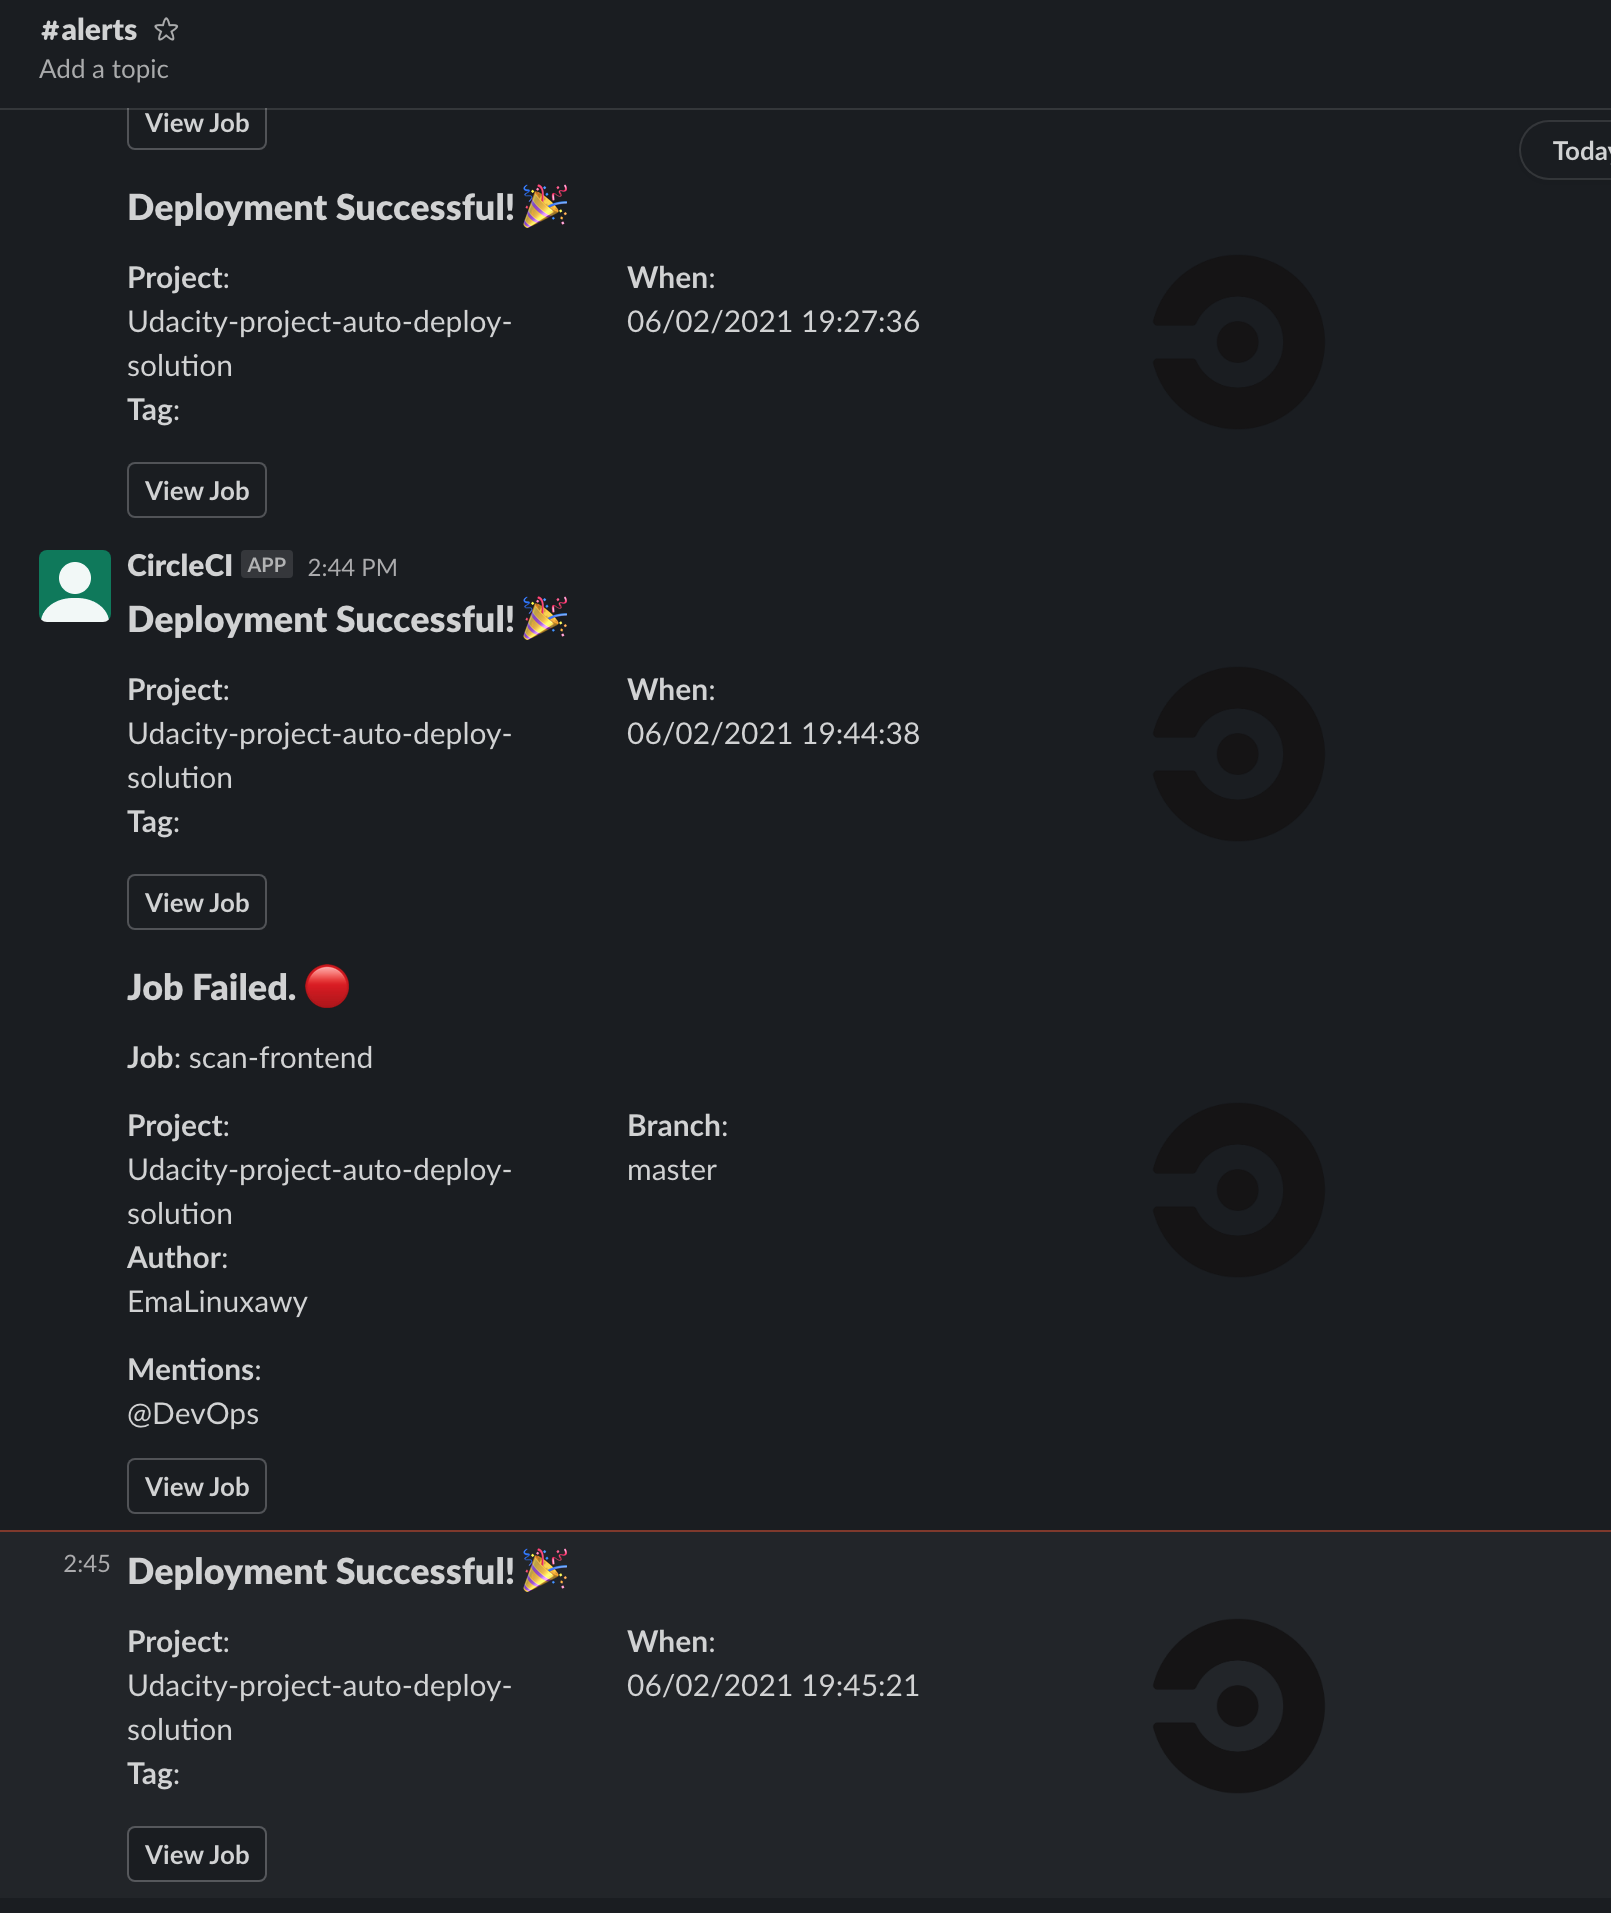 #alerts
Add a topic
View Job
Today
Deployment Successful!
Project: When:
Udacity-project-auto-deploy- 06/02/2021 19:27:36
solution
Tag:
View Job
CircleCI APP 2:44 PM
Deployment Successful!
Project: When:
Udacity-project-auto-deploy- 06/02/2021 19:44:38
solution
Tag:
View Job
Job Failed.
Job: scan-frontend
Project: Branch:
Udacity-project-auto-deploy- master
solution
Author:
EmaLinuxawy
Mentions:
@DevOps
View Job
2:45 Deployment Successful!
Project: When:
Udacity-project-auto-deploy- 06/02/2021 19:45:21
solution
Tag:
View Job